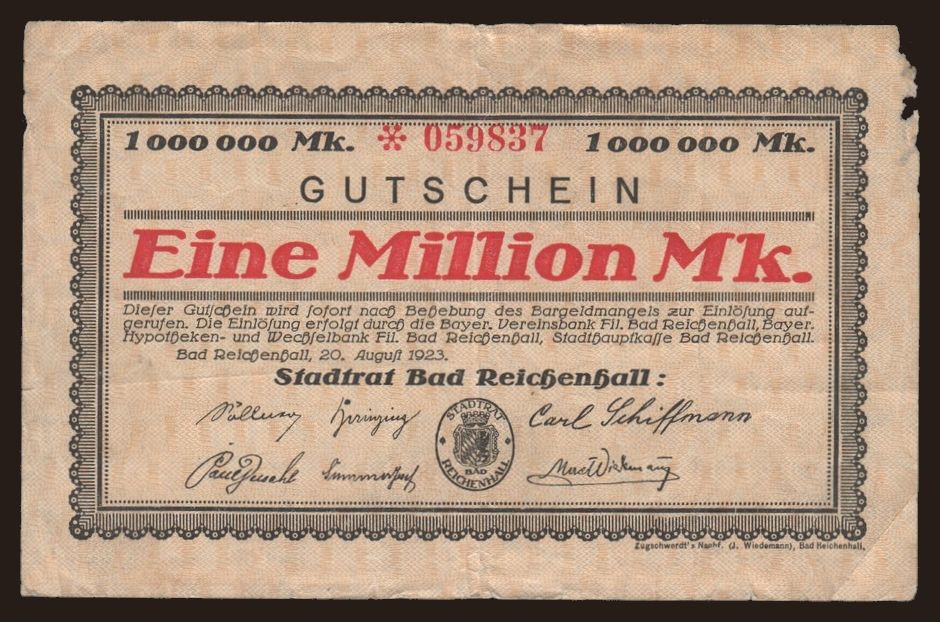 1 000 000 Mk. * 059837 1 000 000 Mk.
GUTSCHEIN
Eine Million Mk.
Dieser Gutschein wird sofort nach Behebung des Bargeldmangels zur Einlösung auf-
gerufen. Die Einlösung erfolgt durch die Bayer. Vereinsbank Fil. Bad Reichenhall, Bayer.
Hypotheken- und Wechselbank Fil. Bad Reichenhall, Stadthauptkasse Bad Reichenhall.
Bad Reichenhall, 20. August 1923.
Stadtrat Bad Reichenhall:
Carl Schiffmann
STADTRAT
BAD
REICHENHALL
Zugschwerdt's Nachf. (J. Wiedemann), Bad Reichenhall.